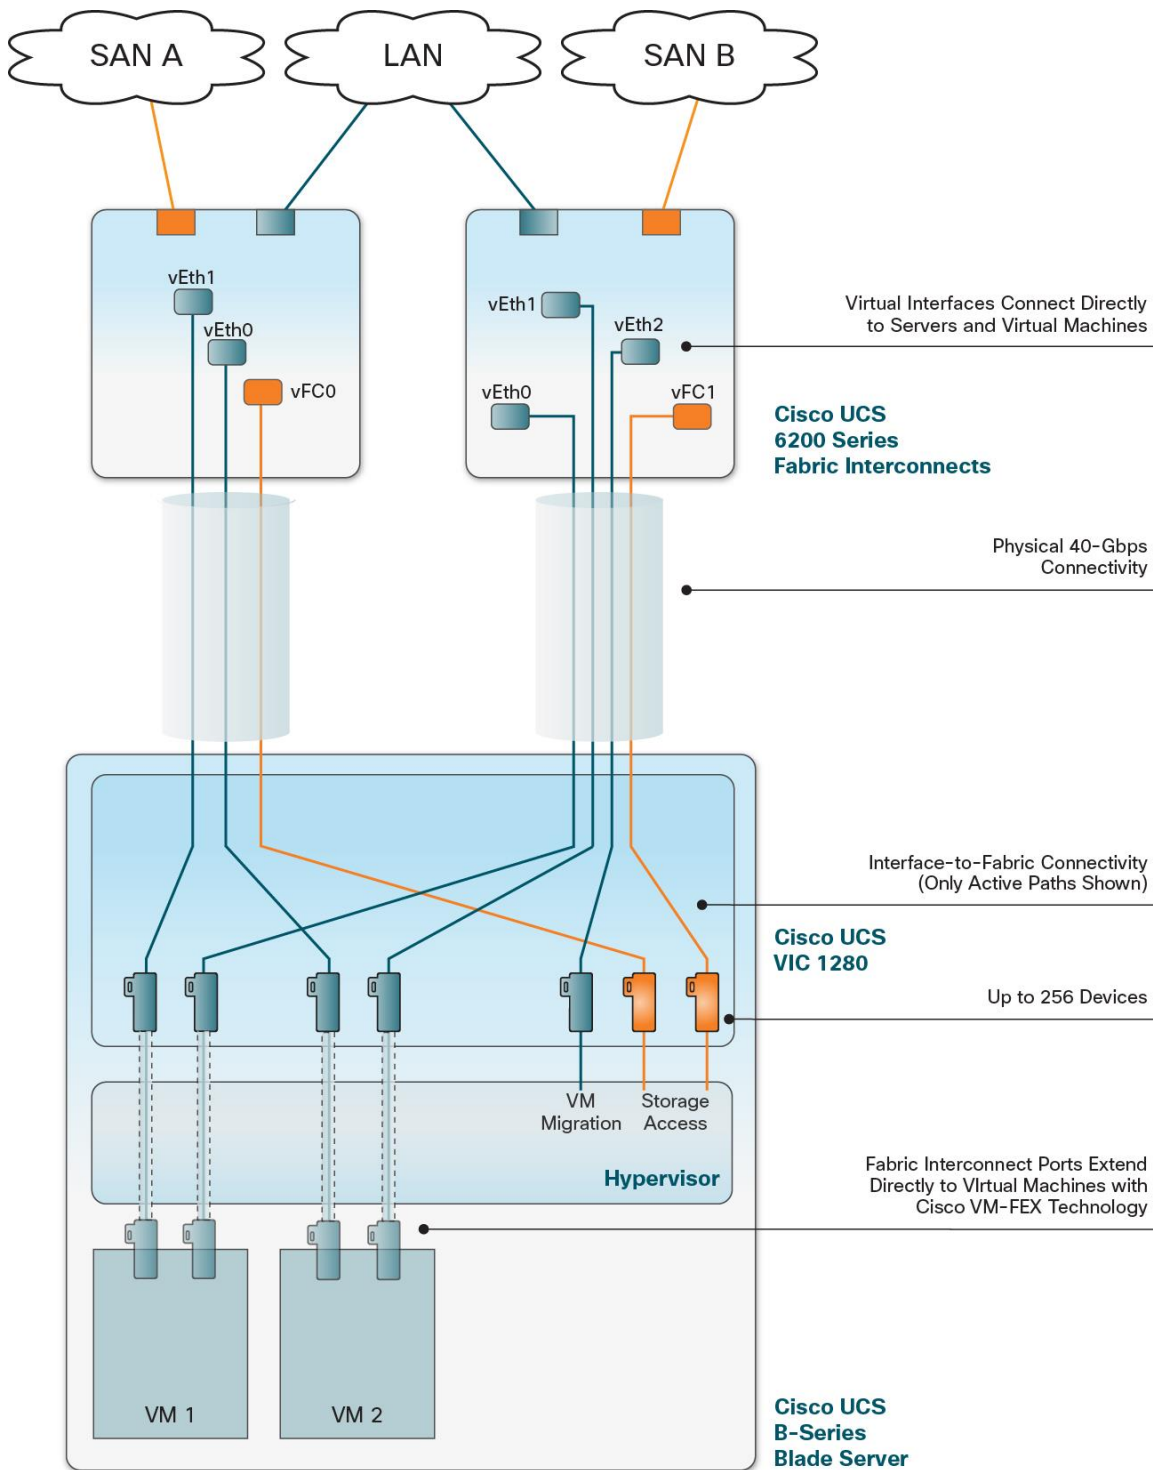 SAN A
LAN
SAN B
vEth1
vEth0
vFC0
vEth1
vEth2
vEth0
vFC1
Virtual Interfaces Connect Directly
to Servers and Virtual Machines
Cisco UCS
6200 Series
Fabric Interconnects
Physical 40-Gbps
Connectivity
Interface-to-Fabric Connectivity
(Only Active Paths Shown)
Cisco UCS
VIC 1280
Up to 256 Devices
VM
Migration
Storage
Access
Hypervisor
Fabric Interconnect Ports Extend
Directly to VIrtual Machines with
Cisco VM-FEX Technology
VM 1
VM 2
Cisco UCS
B-Series
Blade Server